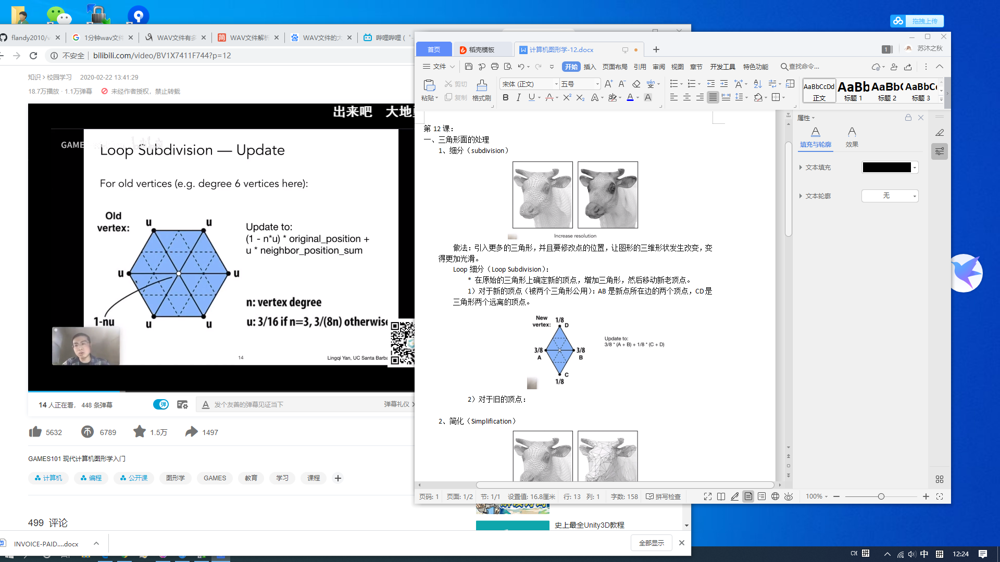 拖拽上传
flandy2010/v
1分钟wav文件
WAV文件有多
WAV文件解析
WAV文件的大
哔哩哔哩 (
不安全
bilibili.com/video/BV1X7411F744?p=12
知识 > 校园学习 2020-02-22 13:41:29
18.7万播放 · 1.1万弹幕 未经作者授权，禁止转载
出来吧 大地
GAME
Loop Subdivision — Update
For old vertices (e.g. degree 6 vertices here):
Old
vertex:
u
u
u
u
u
u
1-nu
Update to:
(1 - n*u) * original_position +
u * neighbor_position_sum
n: vertex degree
u: 3/16 if n=3, 3/(8n) otherwise
14
Lingqi Yan, UC Santa Barba
14 人正在看， 448 条弹幕
弹
发个友善的弹幕见证当下
弹幕礼仪
5632
6789
1.5万
1497
GAMES101 现代计算机图形学入门
计算机
编程
公开课
图形学
GAMES
教育
学习
课程
499 评论
史上最全Unity3D教程
INVOICE-PAID....docx
全部显示
首页
稻壳模板
计算机图形学-12.docx
1
苏沐之秋
文件
开始
插入
页面布局
引用
审阅
视图
章节
开发工具
特色功能
查找命令...
粘贴
剪切
复制
格式刷
宋体 (正文)
五号
AaBbCcDd
正文
AaBb
标题 1
AaBb(
标题 2
AaBbC
标题 3
第 12 课：
一、三角形面的处理
1、细分（subdivision）
Increase resolution
做法：引入更多的三角形，并且要修改点的位置，让图形的三维形状发生改变，变
得更加光滑。
Loop 细分（Loop Subdivision）：
* 在原始的三角形上确定新的顶点，增加三角形，然后移动新老顶点。
1）对于新的顶点（被两个三角形公用）：AB 是新点所在边的两个顶点，CD 是
三角形两个远离的顶点。
New
vertex:
1/8
D
3/8
A
3/8
B
C
1/8
Update to:
3/8 * (A + B) + 1/8 * (C + D)
2）对于旧的顶点：
2、简化（Simplification）
属性
填充与轮廓
效果
文本填充
文本轮廓
无
页码: 1 页面: 1/2 节: 1/1 设置值: 16.8厘米 行: 13 列: 1 字数: 158 拼写检查
100%
CH 拼
中 拼
12:24